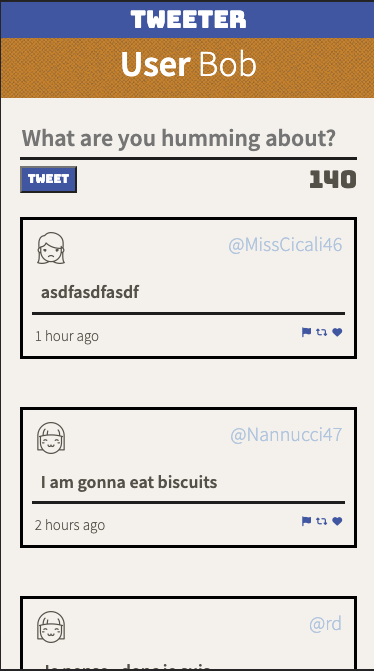 TWEETER
User Bob
What are you humming about?
TWEET
140
@MissCicali46
asdfasdfasdf
1 hour ago
@Nannucci47
I am gonna eat biscuits
2 hours ago
@rd